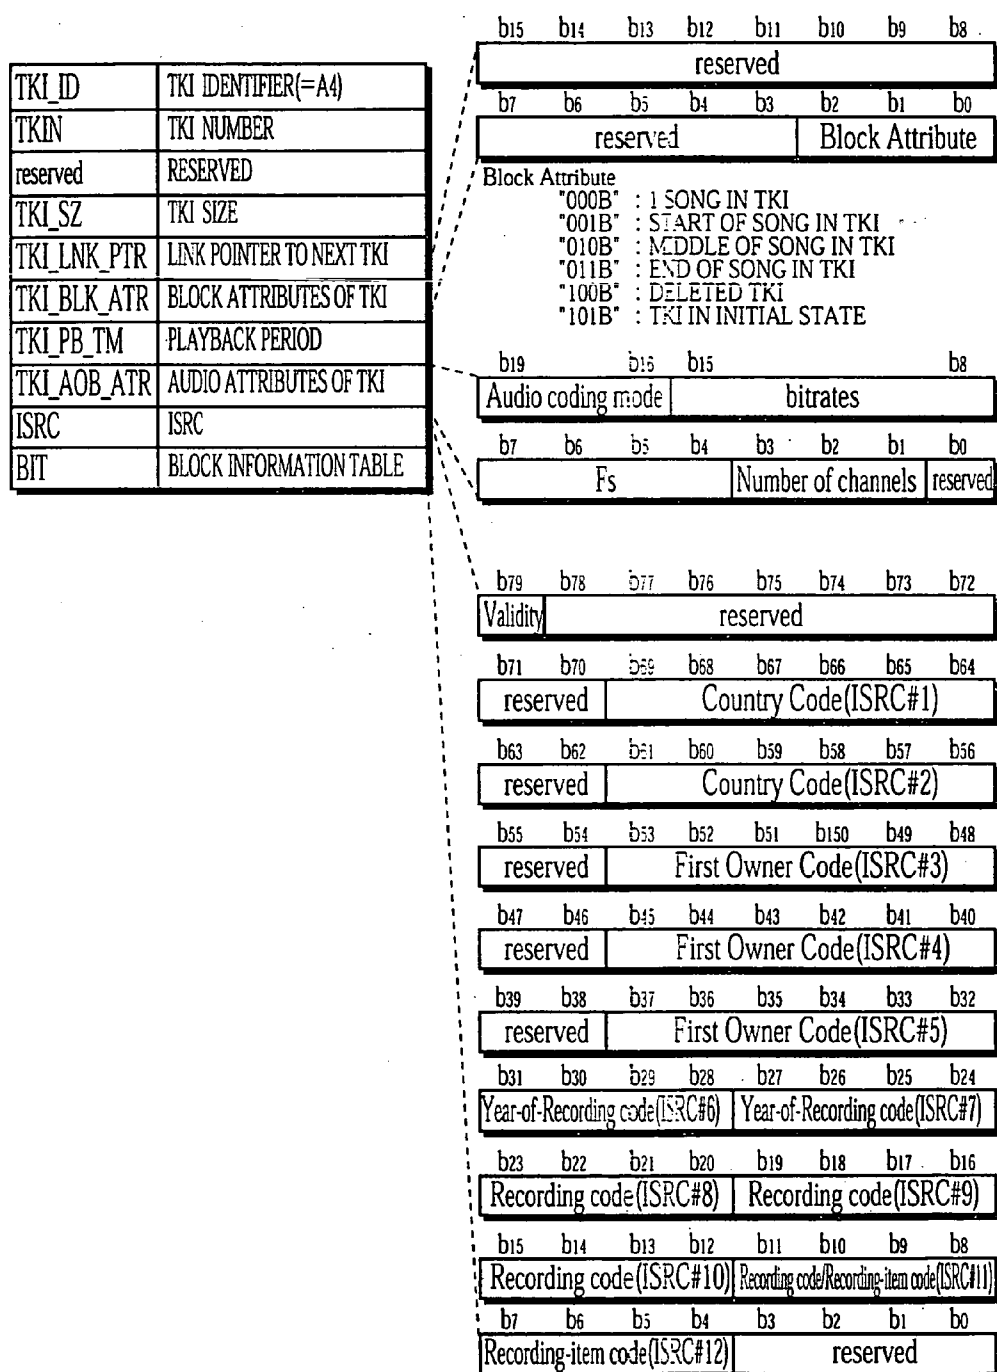 TKI_ID TKI IDENTIFIER(=A4)
TKIN TKI NUMBER
reserved RESERVED
TKI_SZ TKI SIZE
TKI_LNK_PTR LINK POINTER TO NEXT TKI
TKI_BLK_ATR BLOCK ATTRIBUTES OF TKI
TKI_PB_TM PLAYBACK PERIOD
TKI_AOB_ATR AUDIO ATTRIBUTES OF TKI
ISRC ISRC
BIT BLOCK INFORMATION TABLE
b15 b14 b13 b12 b11 b10 b9 b8
reserved
b7 b6 b5 b4 b3 b2 b1 b0
reserved Block Attribute
Block Attribute
"000B" : 1 SONG IN TKI
"001B" : START OF SONG IN TKI
"010B" : MIDDLE OF SONG IN TKI
"011B" : END OF SONG IN TKI
"100B" : DELETED TKI
"101B" : TKI IN INITIAL STATE
b19 b16 b15 b8
Audio coding mode bitrates
b7 b6 b5 b4 b3 b2 b1 b0
Fs Number of channels reserved
b79 b78 b77 b76 b75 b74 b73 b72
Validity reserved
b71 b70 b69 b68 b67 b66 b65 b64
reserved Country Code(ISRC#1)
b63 b62 b61 b60 b59 b58 b57 b56
reserved Country Code(ISRC#2)
b55 b54 b53 b52 b51 b150 b49 b48
reserved First Owner Code(ISRC#3)
b47 b46 b45 b44 b43 b42 b41 b40
reserved First Owner Code(ISRC#4)
b39 b38 b37 b36 b35 b34 b33 b32
reserved First Owner Code(ISRC#5)
b31 b30 b29 b28 b27 b26 b25 b24
Year-of-Recording code(ISRC#6) Year-of-Recording code(ISRC#7)
b23 b22 b21 b20 b19 b18 b17 b16
Recording code(ISRC#8) Recording code(ISRC#9)
b15 b14 b13 b12 b11 b10 b9 b8
Recording code(ISRC#10) Recording code/Recording-item code(ISRC#11)
b7 b6 b5 b4 b3 b2 b1 b0
Recording-item code(ISRC#12) reserved